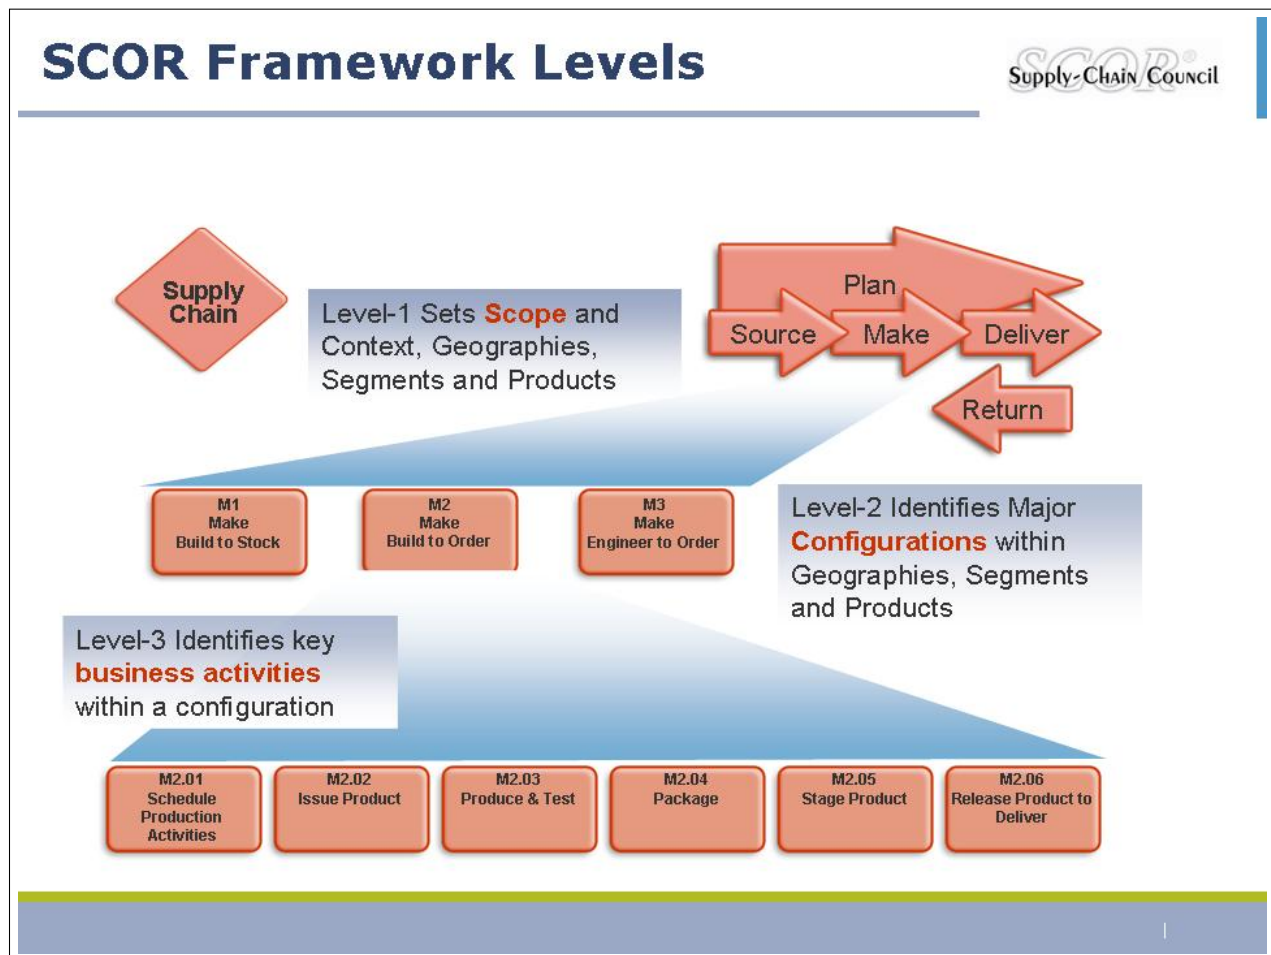 SCOR Framework Levels
SCOR®
Supply-Chain Council
Supply
Chain
Level-1 Sets Scope and
Context, Geographies,
Segments and Products
Plan
Source
Make
Deliver
Return
M1
Make
Build to Stock
M2
Make
Build to Order
M3
Make
Engineer to Order
Level-2 Identifies Major
Configurations within
Geographies, Segments
and Products
Level-3 Identifies key
business activities
within a configuration
M2.01
Schedule
Production
Activities
M2.02
Issue Product
M2.03
Produce & Test
M2.04
Package
M2.05
Stage Product
M2.06
Release Product to
Deliver